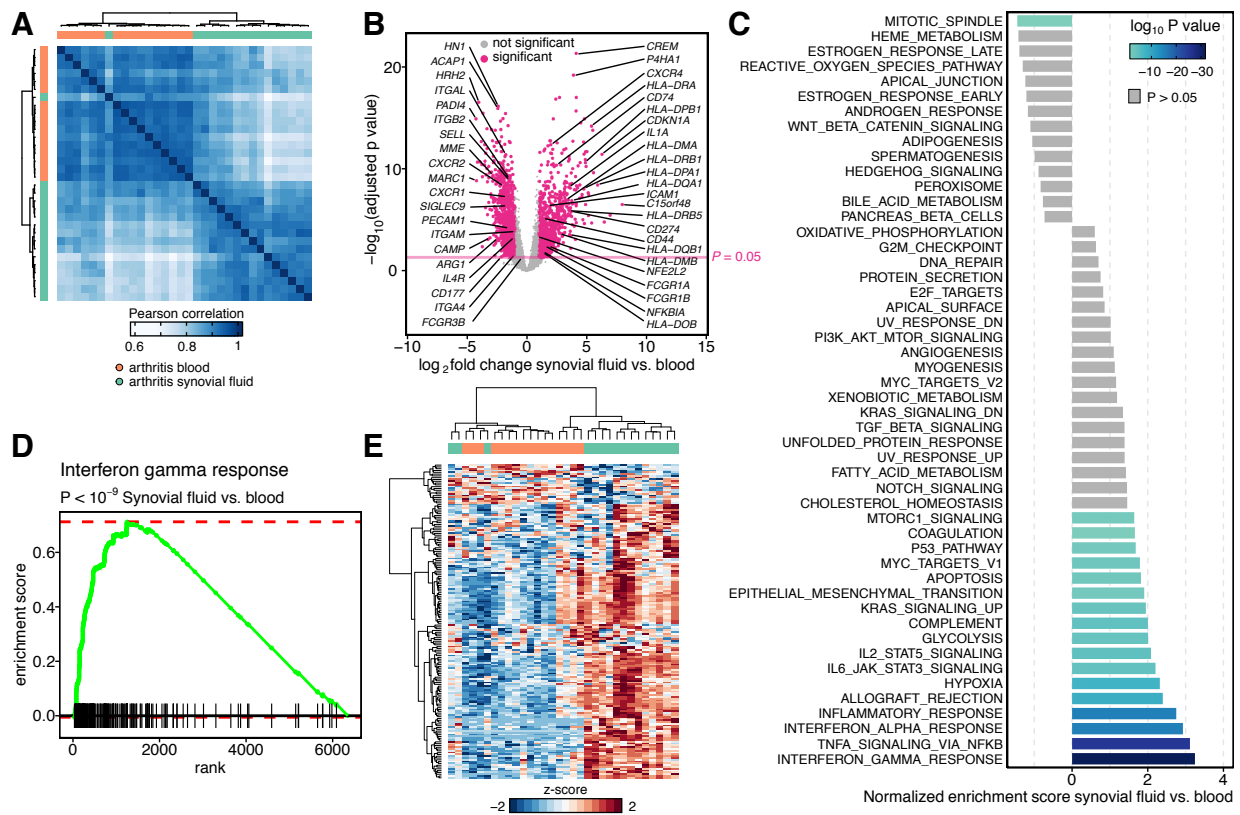 A
Pearson correlation
0.6
0.8
1
arthritis blood
arthritis synovial fluid
B
not significant
significant
HN1
ACAP1
HRH2
ITGAL
PADI4
ITGB2
SELL
MME
CXCR2
MARC1
CXCR1
SIGLEC9
PECAM1
ITGAM
CAMP
ARG1
IL4R
CD177
ITGA4
FCGR3B
CREM
P4HA1
CXCR4
HLA-DRA
CD74
HLA-DPB1
CDKN1A
IL1A
HLA-DMA
HLA-DRB1
HLA-DPA1
HLA-DQA1
ICAM1
C15orf48
HLA-DRB5
CD274
CD44
HLA-DQB1
HLA-DMB
NFE2L2
FCGR1A
FCGR1B
NFKBIA
HLA-DOB
P = 0.05
−log10(adjusted p value)
20
10
0
−10
−5
0
5
10
15
log2fold change synovial fluid vs. blood
C
MITOTIC_SPINDLE
HEME_METABOLISM
ESTROGEN_RESPONSE_LATE
REACTIVE_OXYGEN_SPECIES_PATHWAY
APICAL_JUNCTION
ESTROGEN_RESPONSE_EARLY
ANDROGEN_RESPONSE
WNT_BETA_CATENIN_SIGNALING
ADIPOGENESIS
SPERMATOGENESIS
HEDGEHOG_SIGNALING
PEROXISOME
BILE_ACID_METABOLISM
PANCREAS_BETA_CELLS
OXIDATIVE_PHOSPHORYLATION
G2M_CHECKPOINT
DNA_REPAIR
PROTEIN_SECRETION
E2F_TARGETS
APICAL_SURFACE
UV_RESPONSE_DN
PI3K_AKT_MTOR_SIGNALING
ANGIOGENESIS
MYOGENESIS
MYC_TARGETS_V2
XENOBIOTIC_METABOLISM
KRAS_SIGNALING_DN
TGF_BETA_SIGNALING
UNFOLDED_PROTEIN_RESPONSE
UV_RESPONSE_UP
FATTY_ACID_METABOLISM
NOTCH_SIGNALING
CHOLESTEROL_HOMEOSTASIS
MTORC1_SIGNALING
COAGULATION
P53_PATHWAY
MYC_TARGETS_V1
APOPTOSIS
EPITHELIAL_MESENCHYMAL_TRANSITION
KRAS_SIGNALING_UP
COMPLEMENT
GLYCOLYSIS
IL2_STAT5_SIGNALING
IL6_JAK_STAT3_SIGNALING
HYPOXIA
ALLOGRAFT_REJECTION
INFLAMMATORY_RESPONSE
INTERFERON_ALPHA_RESPONSE
TNFA_SIGNALING_VIA_NFKB
INTERFERON_GAMMA_RESPONSE
log10 P value
−10 −20 −30
P > 0.05
0
2
4
Normalized enrichment score synovial fluid vs. blood
D
Interferon gamma response
P < 10−9 Synovial fluid vs. blood
enrichment score
0.6
0.4
0.2
0.0
0
2000
4000
6000
rank
E
z-score
−2
2